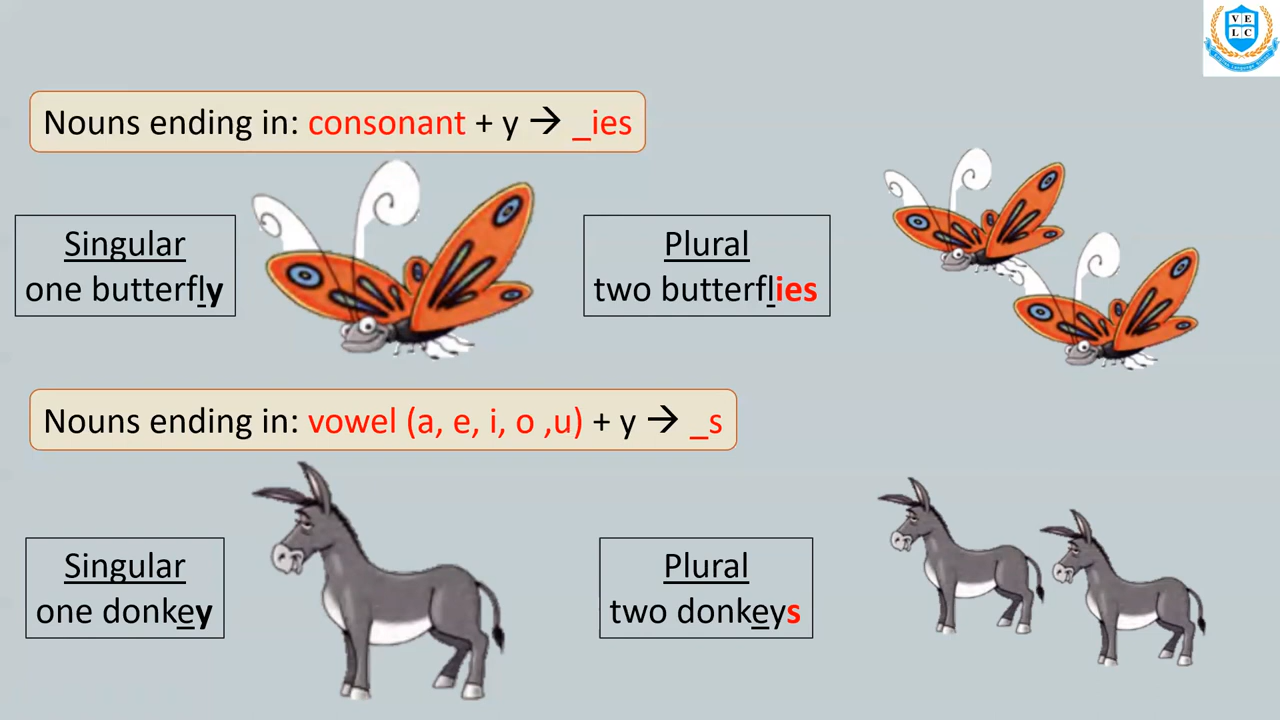 V E
L C
Nouns ending in: consonant + y → _ies
Singular
one butterfly
Plural
two butterflies
Nouns ending in: vowel (a, e, i, o ,u) + y → _s
Singular
one donkey
Plural
two donkeys